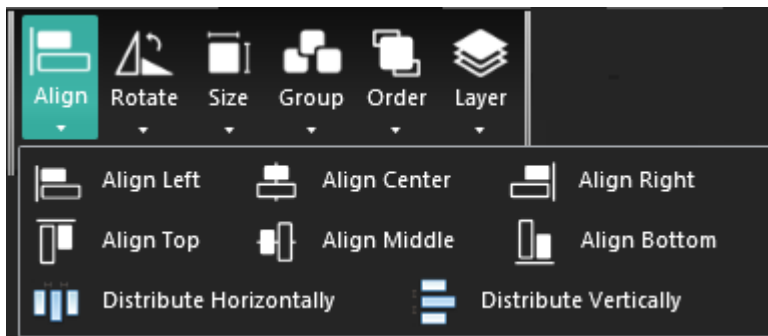 Align Rotate Size Group Order Layer
Align Left Align Center Align Right
Align Top Align Middle Align Bottom
Distribute Horizontally Distribute Vertically